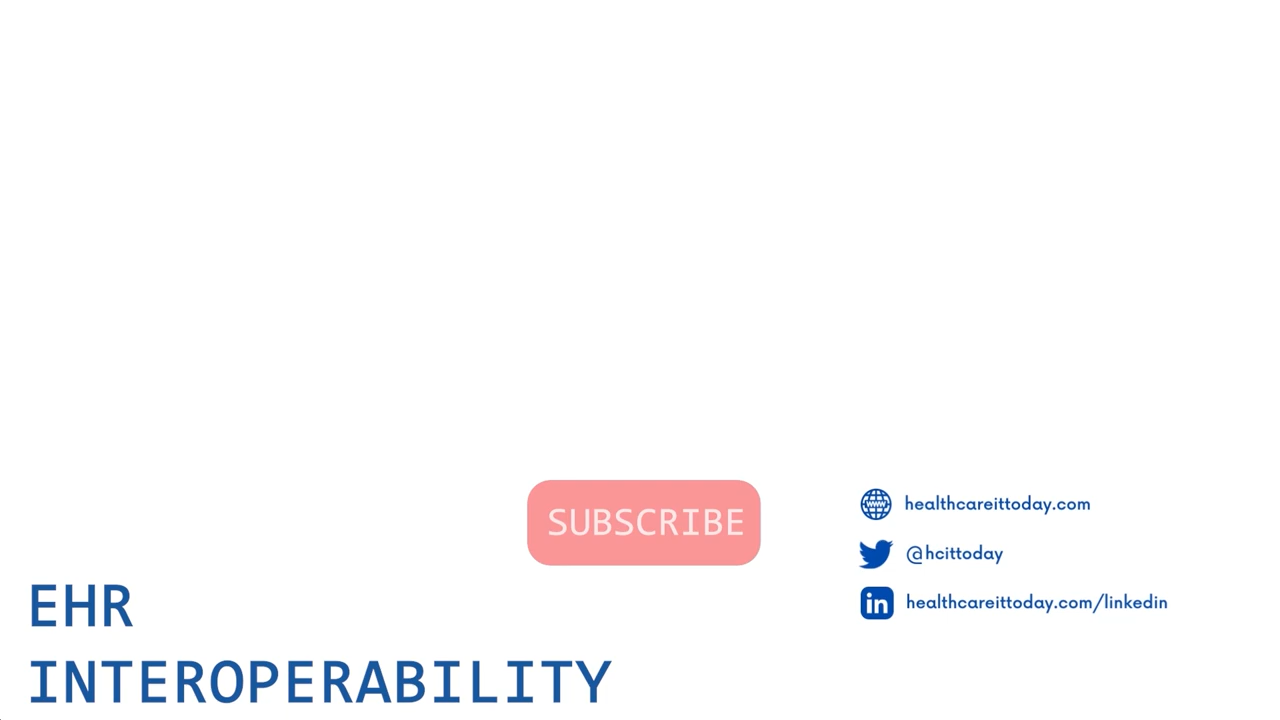 SUBSCRIBE
healthcareittoday.com
@hcittoday
healthcareittoday.com/linkedin
EHR
INTEROPERABILITY